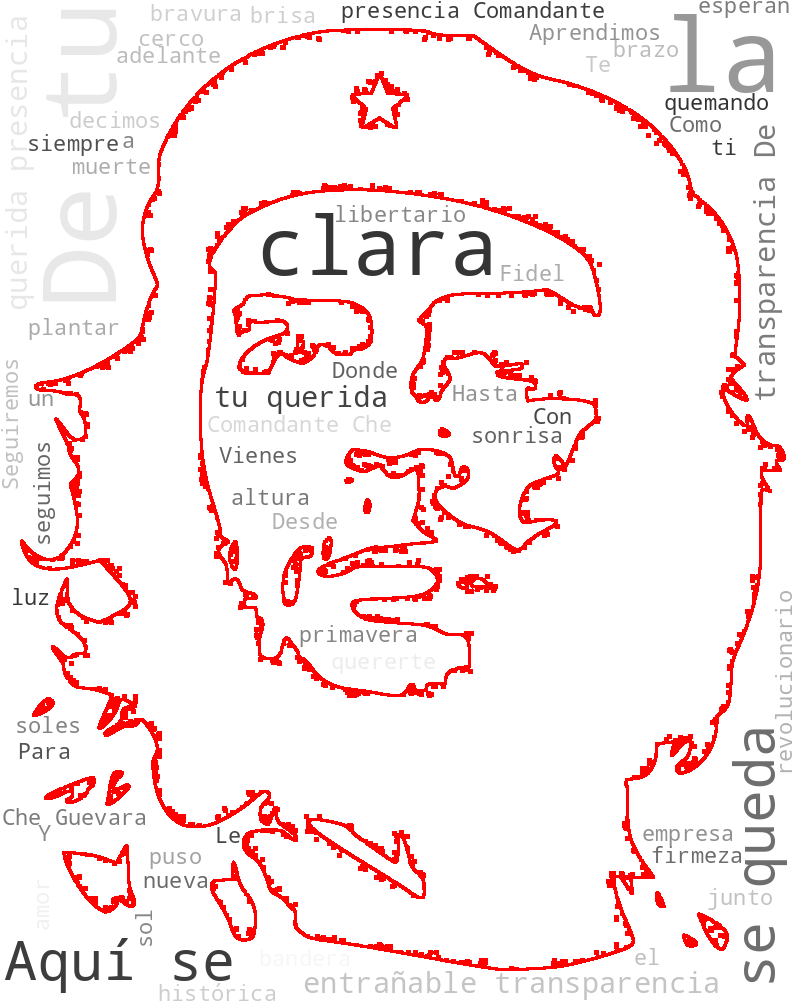 bravura
brisa
presencia Comandante
esperan
cerco
adelante
Aprendimos
brazo
Te
la
De tu
querida presencia
decimos
siempre
a
muerte
quemando
Como
ti
transparencia De
libertario
clara
Fidel
plantar
Donde
tu querida
Hasta
Comandante Che
Con
sonrisa
Seguiremos
un
seguimos
Vienes
altura
Desde
luz
primavera
quererte
revolucionario
soles
Para
Che Guevara
Y
Le
puso
nueva
empresa
firmeza
se queda
junto
amor
sol
Aquí se
bandera
el
histórica
entrañable transparencia